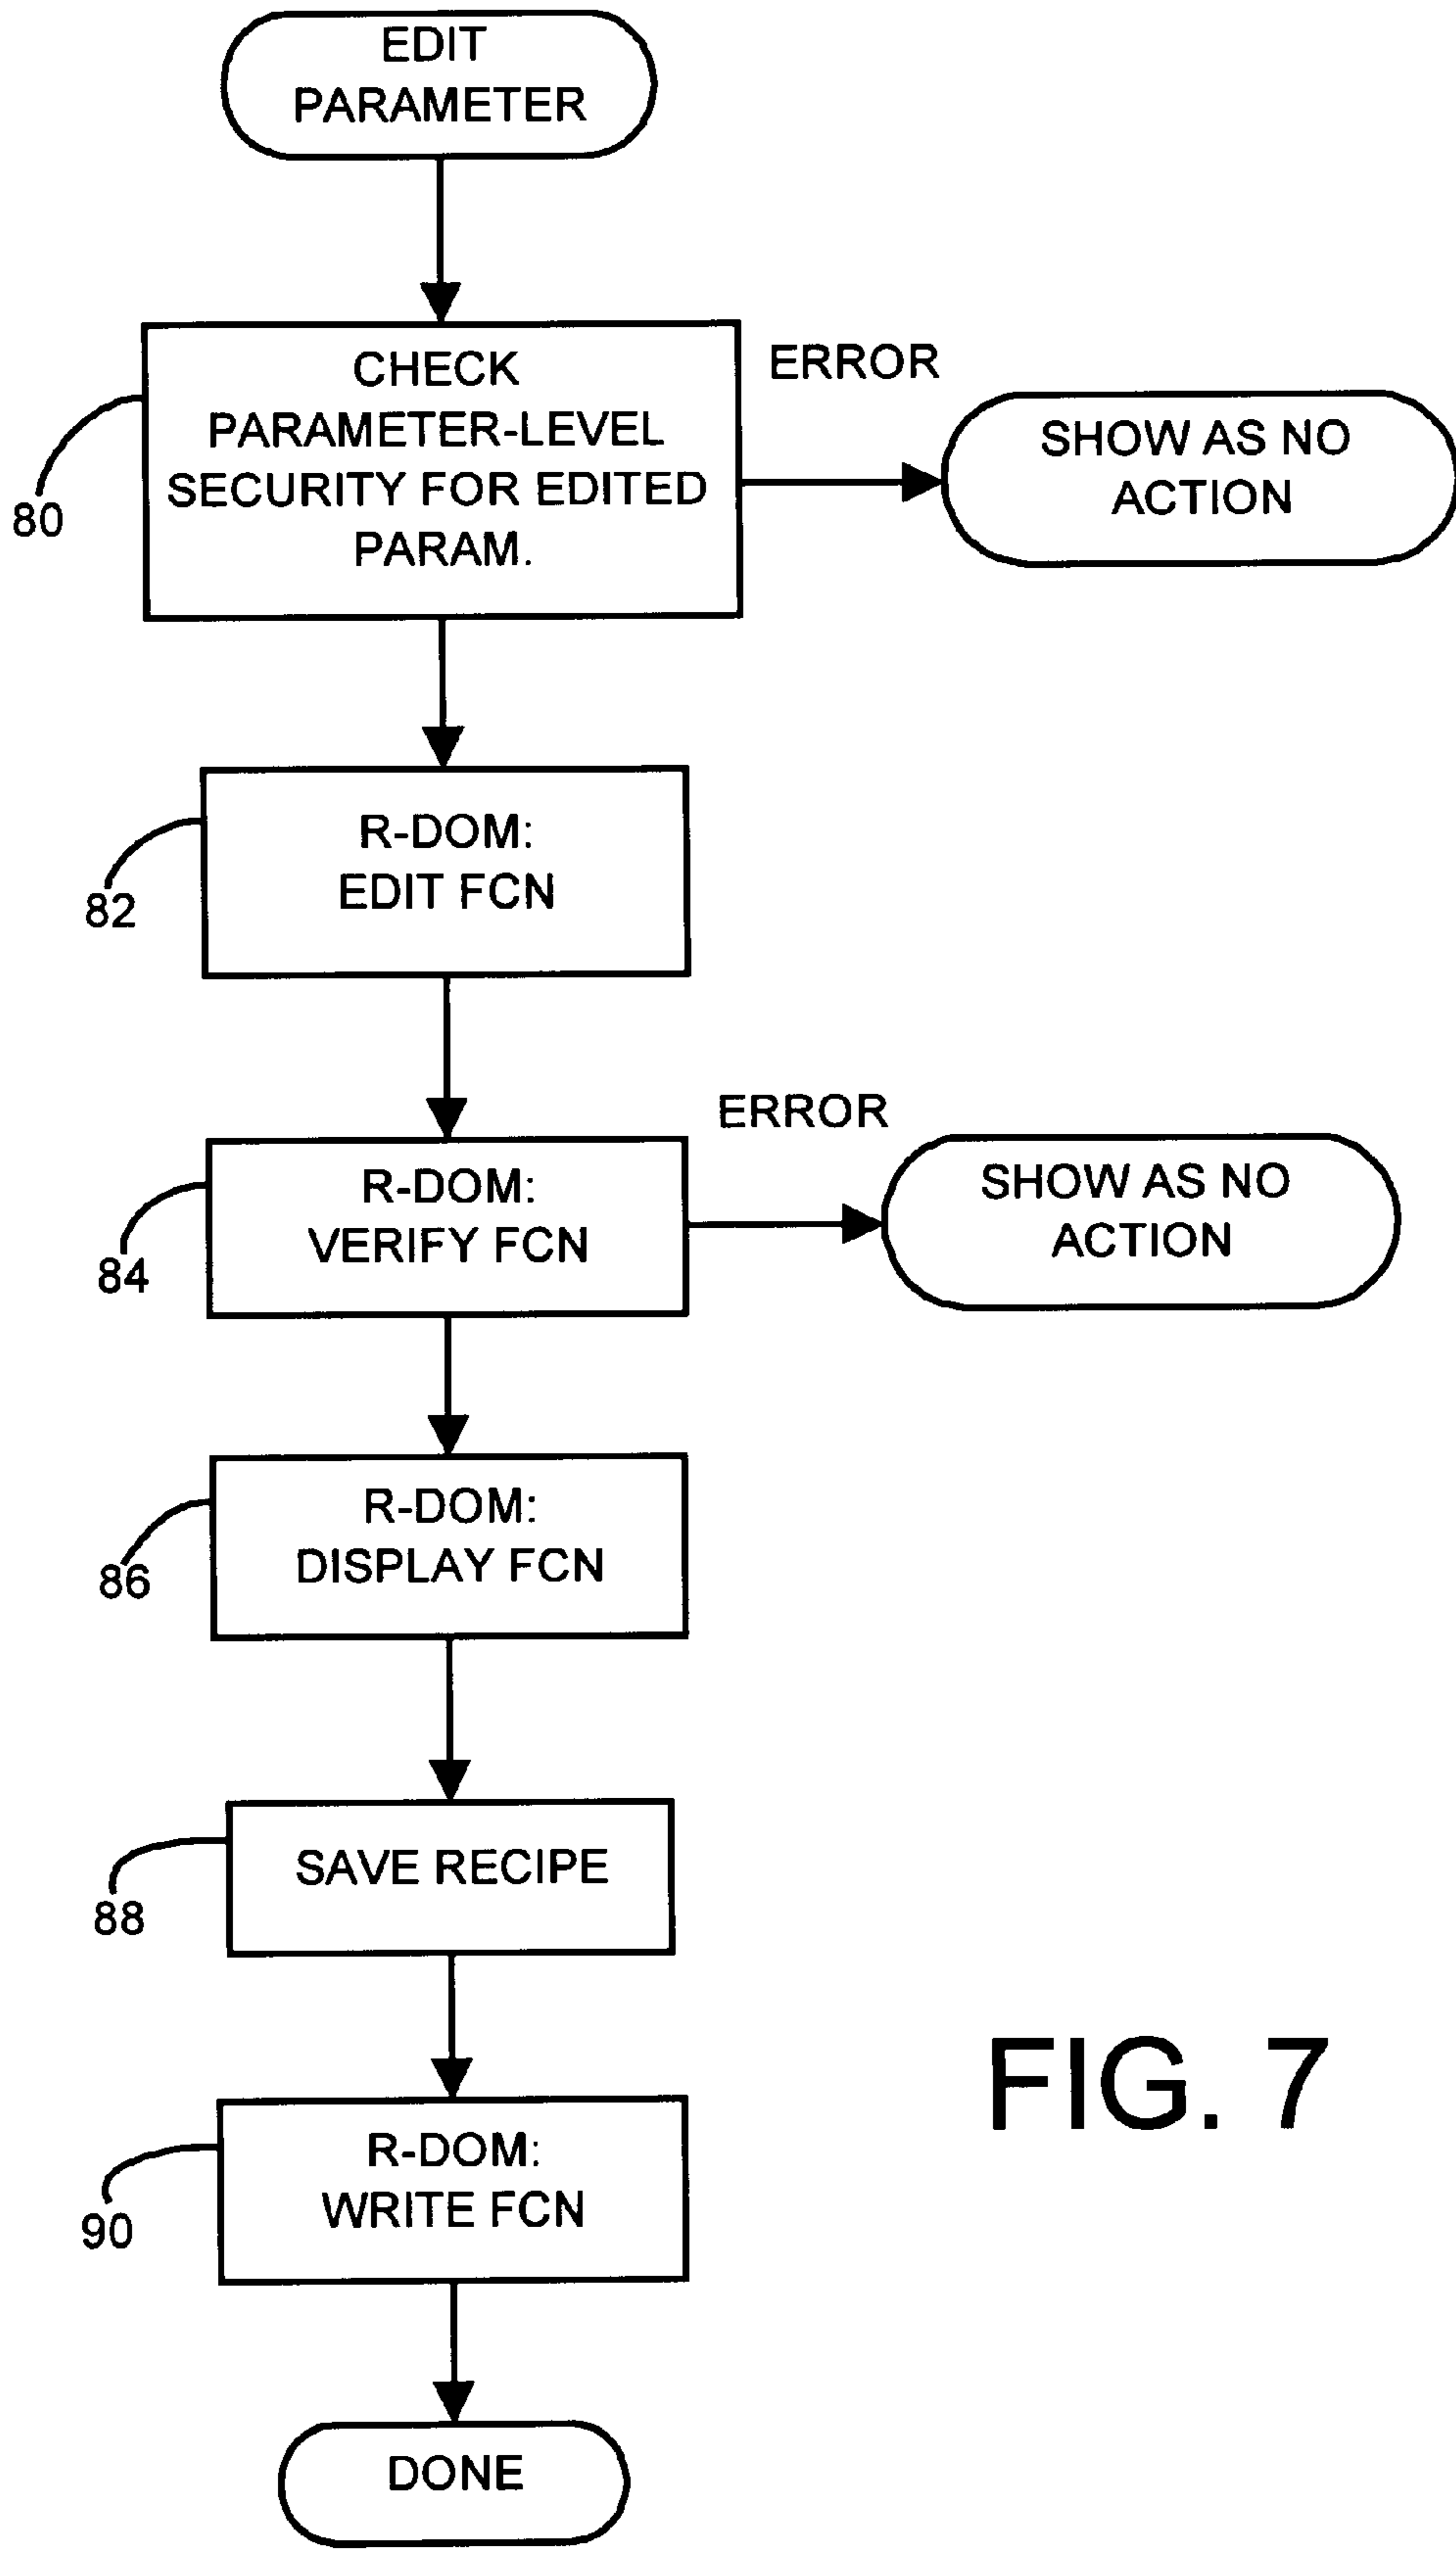 EDIT
PARAMETER
CHECK
PARAMETER-LEVEL
SECURITY FOR EDITED
PARAM.
80
ERROR
SHOW AS NO
ACTION
R-DOM:
EDIT FCN
82
R-DOM:
VERIFY FCN
84
ERROR
SHOW AS NO
ACTION
R-DOM:
DISPLAY FCN
86
SAVE RECIPE
88
R-DOM:
WRITE FCN
90
DONE
FIG. 7